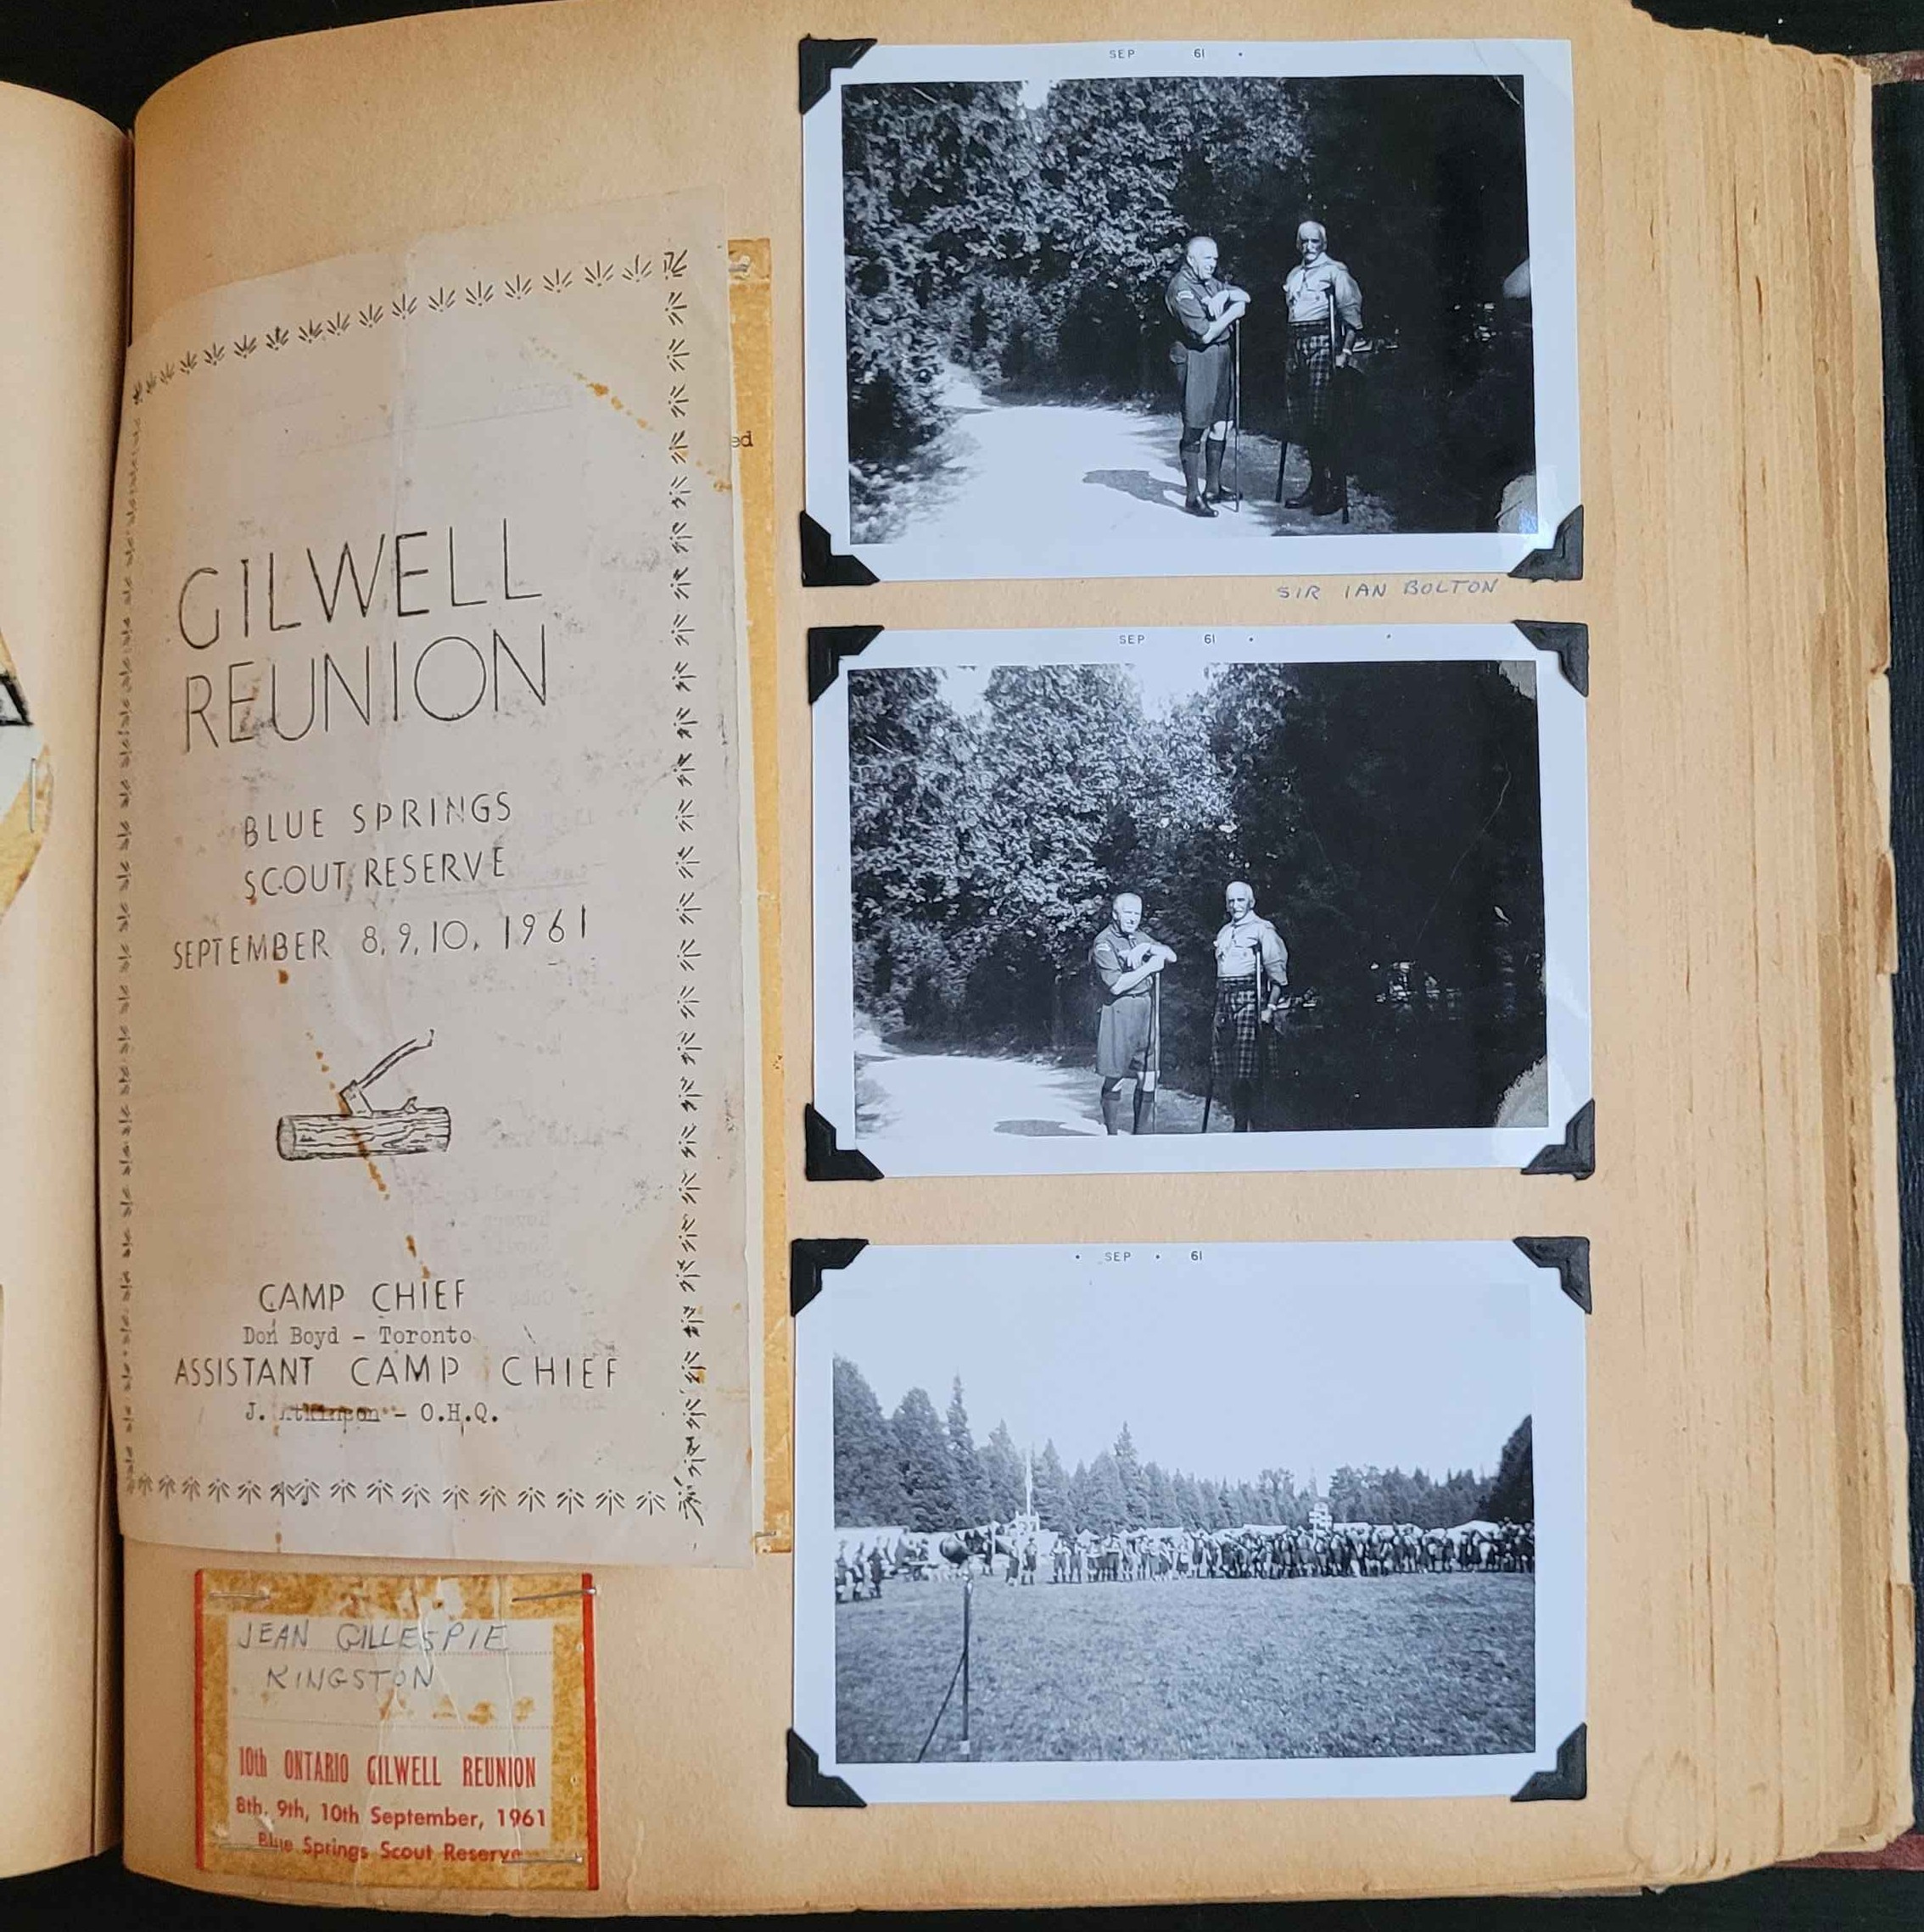 GILWELL
REUNION
BLUE SPRINGS
SCOUT RESERVE
SEPTEMBER 8, 9, 10, 1961
CAMP CHIEF
Don Boyd - Toronto
ASSISTANT CAMP CHIEF
J. Atkinson - O.H.Q.
ed
JEAN GILLESPIE
KINGSTON
10th ONTARIO GILWELL REUNION
8th, 9th, 10th September, 1961
Blue Springs Scout Reserve
SEP 61
SIR IAN BOLTON
SEP 61
SEP 61